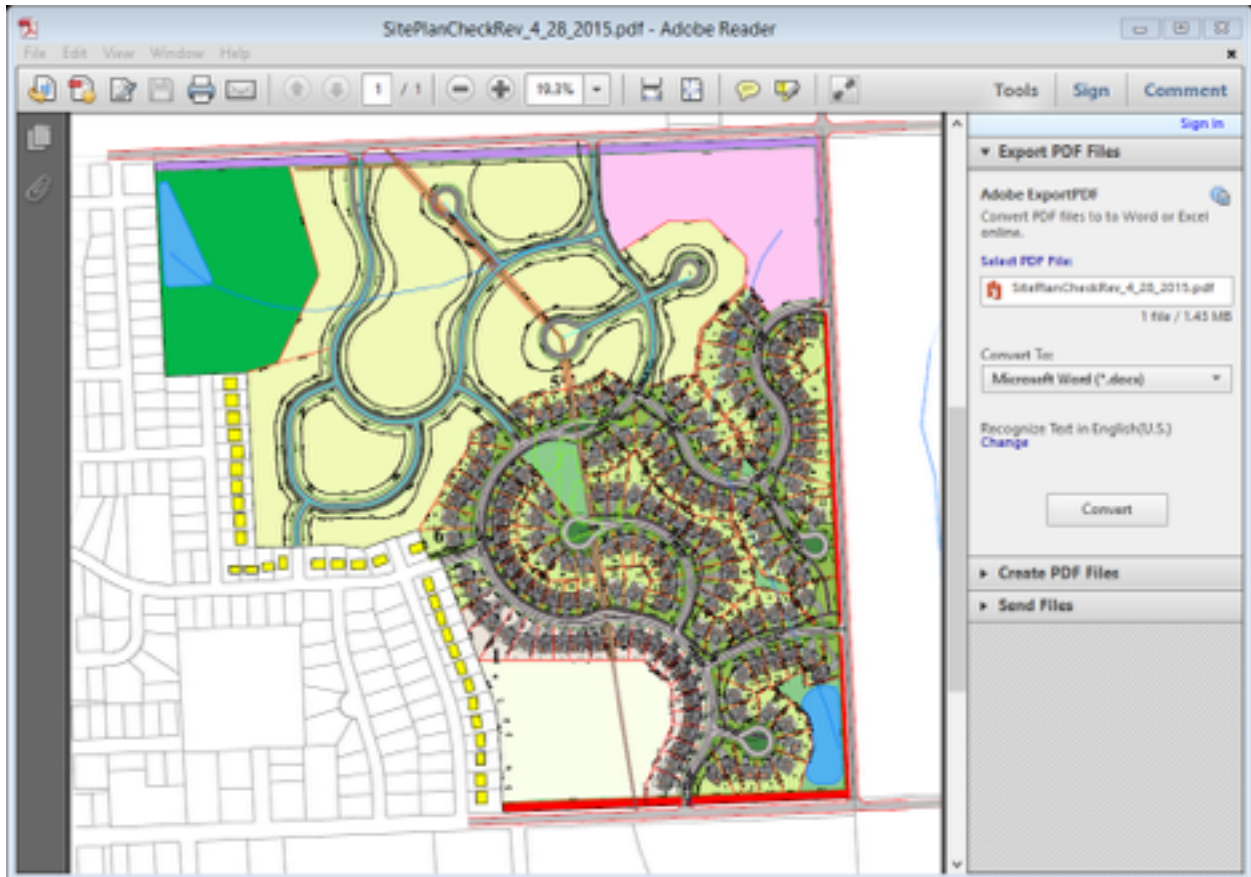 SitePlanCheckRev_4_28_2015.pdf - Adobe Reader
File Edit View Window Help
1 / 1
19.3%
Tools Sign Comment
Sign In
Export PDF Files
Adobe ExportPDF
Convert PDF files to to Word or Excel
online.
Select PDF File:
SitePlanCheckRev_4_28_2015.pdf
1 file / 1.45 MB
Convert To:
Microsoft Word (*.docx)
Recognize Text in English(U.S.)
Change
Convert
Create PDF Files
Send Files
5
6